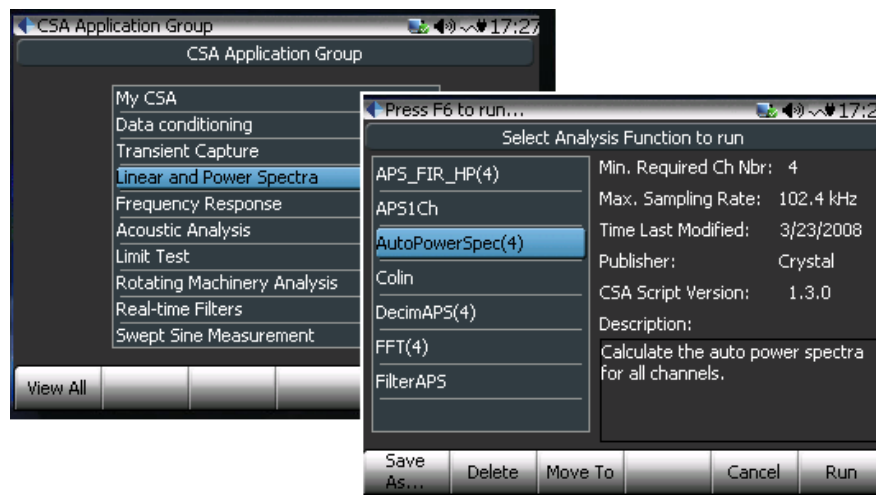 CSA Application Group
17:27
CSA Application Group
My CSA
Data conditioning
Transient Capture
Linear and Power Spectra
Frequency Response
Acoustic Analysis
Limit Test
Rotating Machinery Analysis
Real-time Filters
Swept Sine Measurement
View All
Press F6 to run...
17:2
Select Analysis Function to run
APS_FIR_HP(4)
APS1Ch
AutoPowerSpec(4)
Colin
DecimAPS(4)
FFT(4)
FilterAPS
Min. Required Ch Nbr: 4
Max. Sampling Rate: 102.4 kHz
Time Last Modified: 3/23/2008
Publisher: Crystal
CSA Script Version: 1.3.0
Description:
Calculate the auto power spectra
for all channels.
Save
As...
Delete
Move To
Cancel
Run